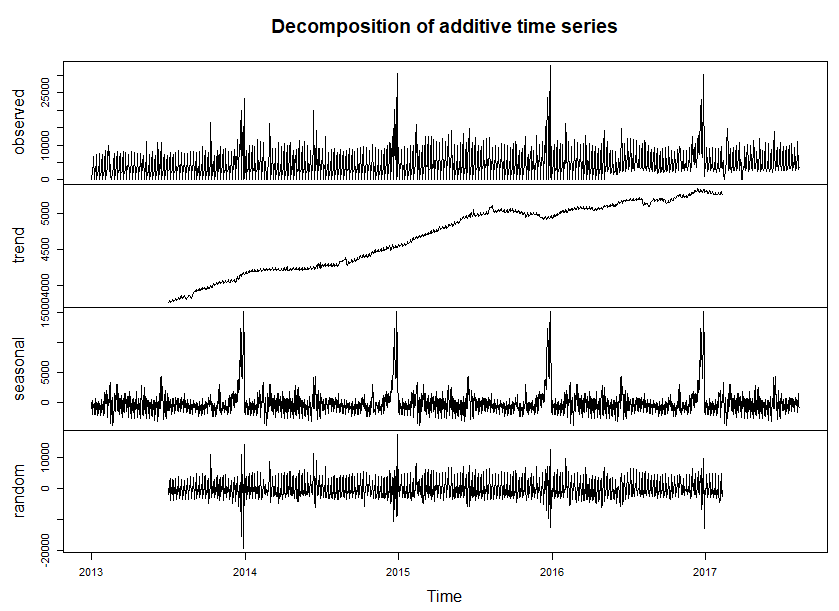 Decomposition of additive time series
observed
0
10000
25000
trend
4000
4500
5000
seasonal
0
5000
15000
random
-20000
0
10000
2013
2014
2015
2016
2017
Time